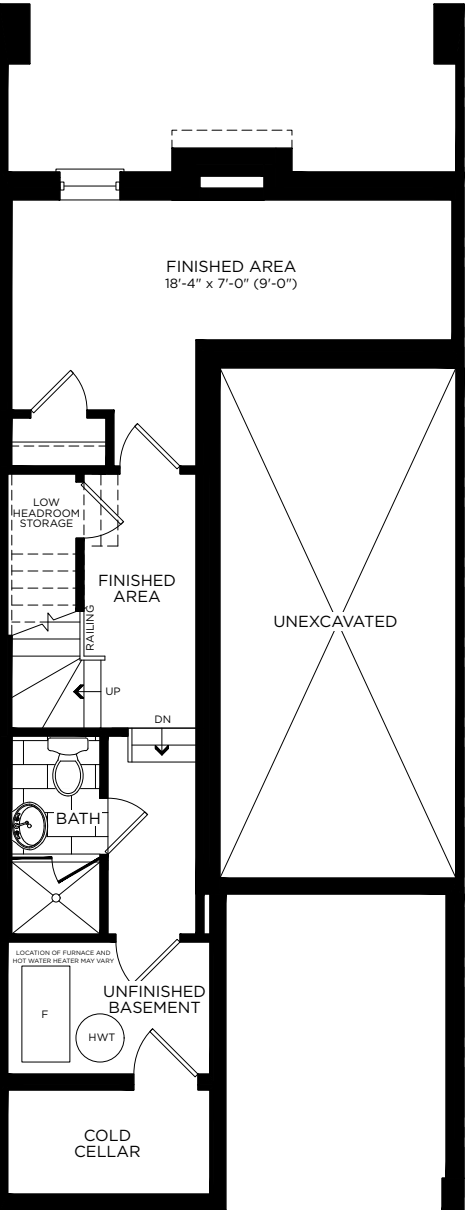 FINISHED AREA
18'-4" x 7'-0" (9'-0")
LOW
HEADROOM
STORAGE
FINISHED
AREA
RAILING
UNEXCAVATED
UP
DN
BATH
LOCATION OF FURNACE AND
HOT WATER HEATER MAY VARY
UNFINISHED
BASEMENT
F
HWT
COLD
CELLAR